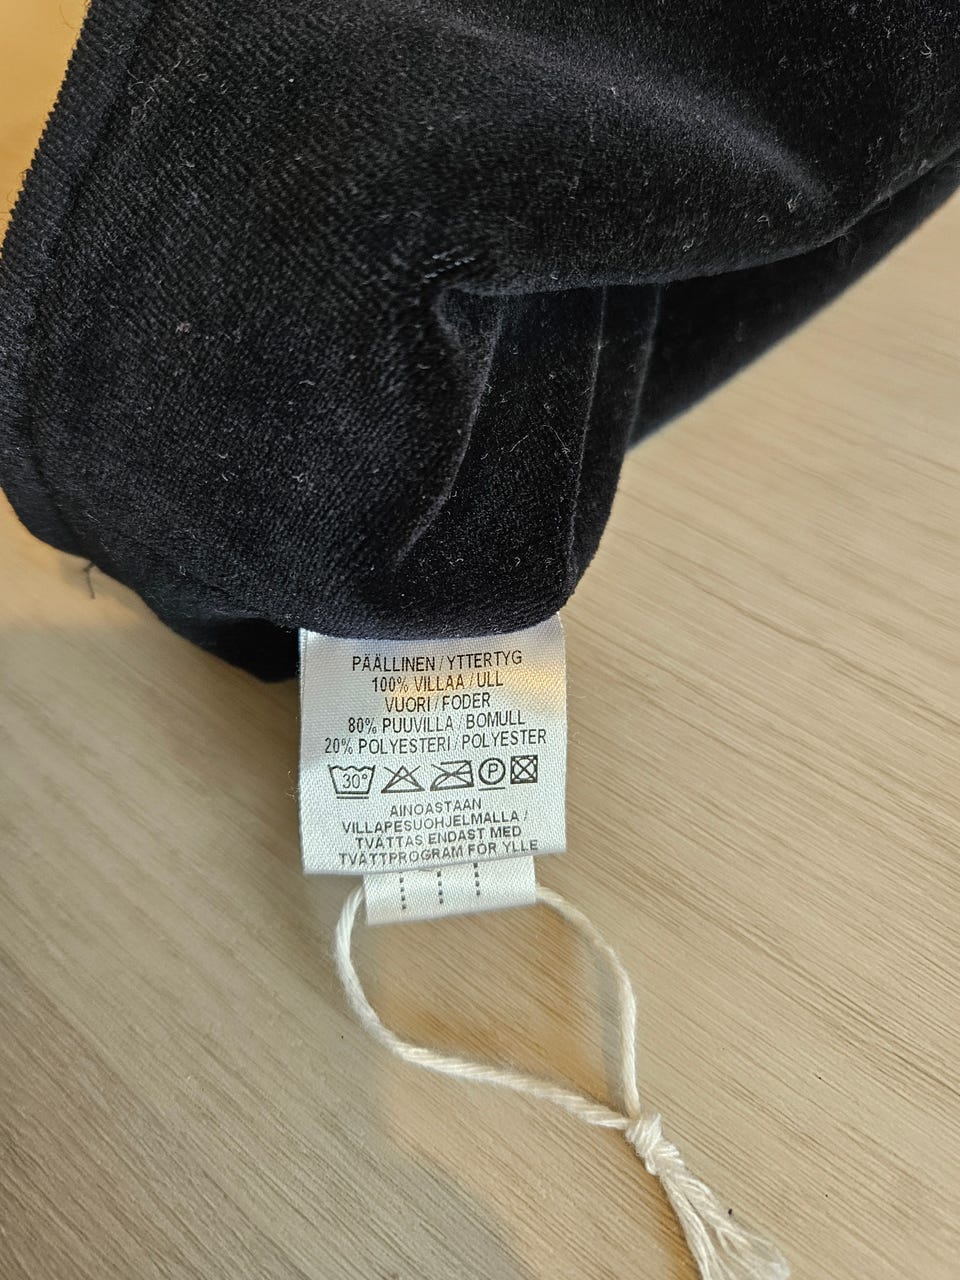 PÄÄLLINEN / YTTERTYG
100% VILLAA / ULL
VUORI / FODER
80% PUUVILLA / BOMULL
20% POLYESTERI / POLYESTER
30° P
AINOASTAAN
VILLAPESUOHJELMALLA /
TVÄTTAS ENDAST MED
TVÄTTPROGRAM FÖR YLLE